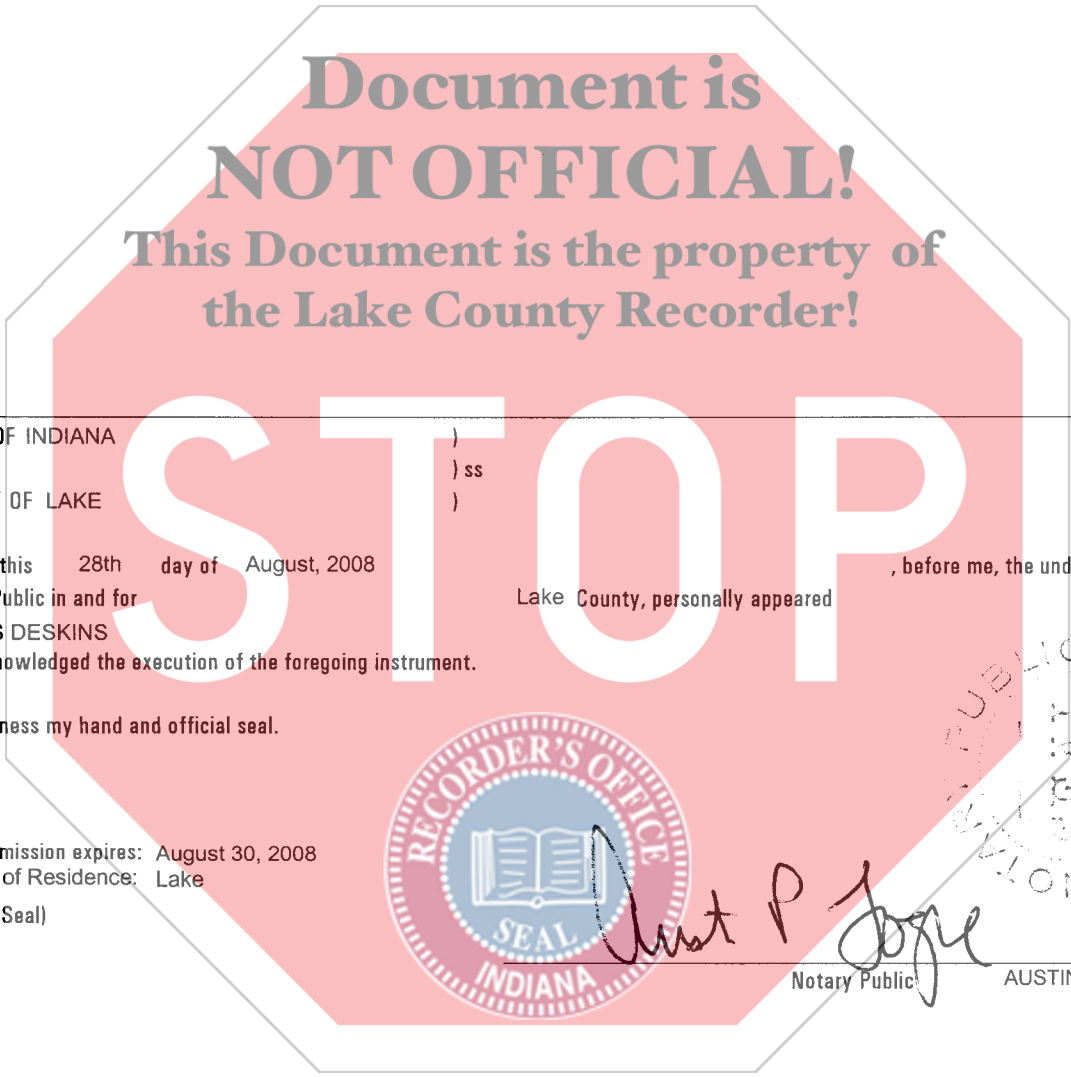 Document is
NOT OFFICIAL!
This Document is the property of
the Lake County Recorder!
STOP
OF INDIANA )
) ss
OF LAKE )
this 28th day of August, 2008 , before me, the und
Public in and for Lake County, personally appeared
S DESKINS
nowledged the execution of the foregoing instrument.
ness my hand and official seal.
mission expires: August 30, 2008
of Residence: Lake
Seal)
RECORDER'S OFFICE
SEAL
INDIANA
PUBLIC
Notary Public AUSTIN